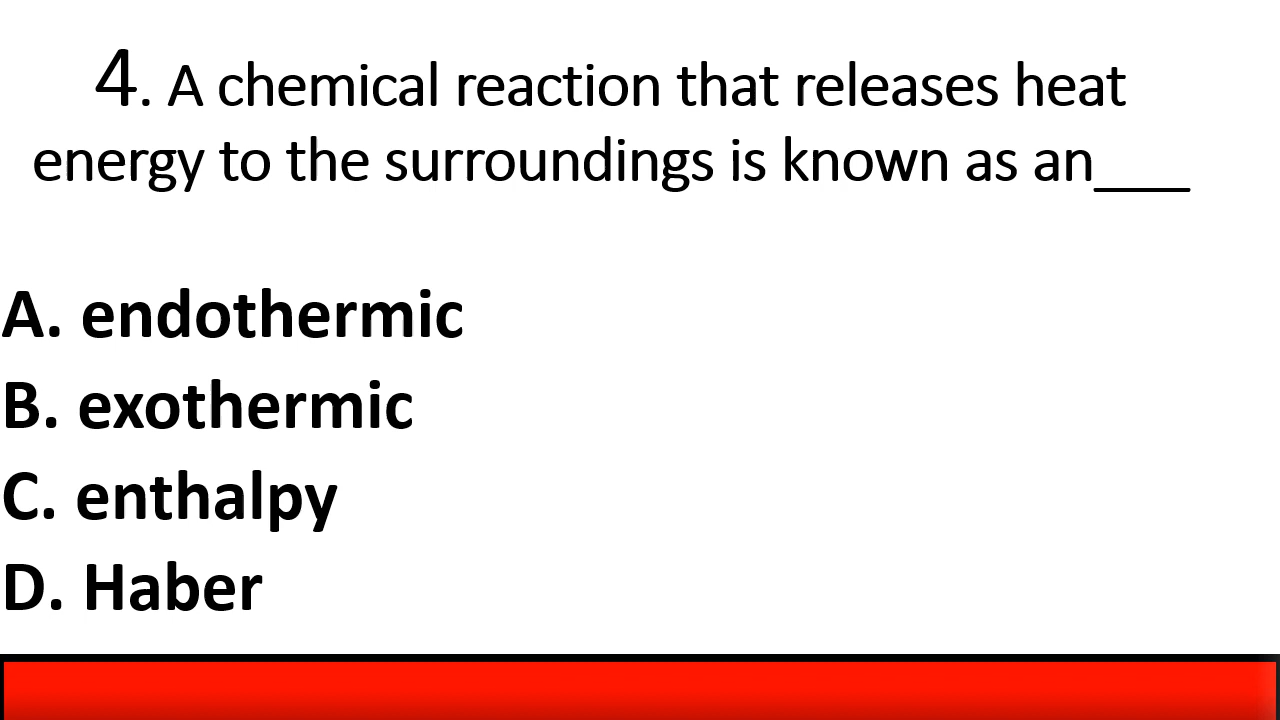 4. A chemical reaction that releases heat
energy to the surroundings is known as an___
A. endothermic
B. exothermic
C. enthalpy
D. Haber